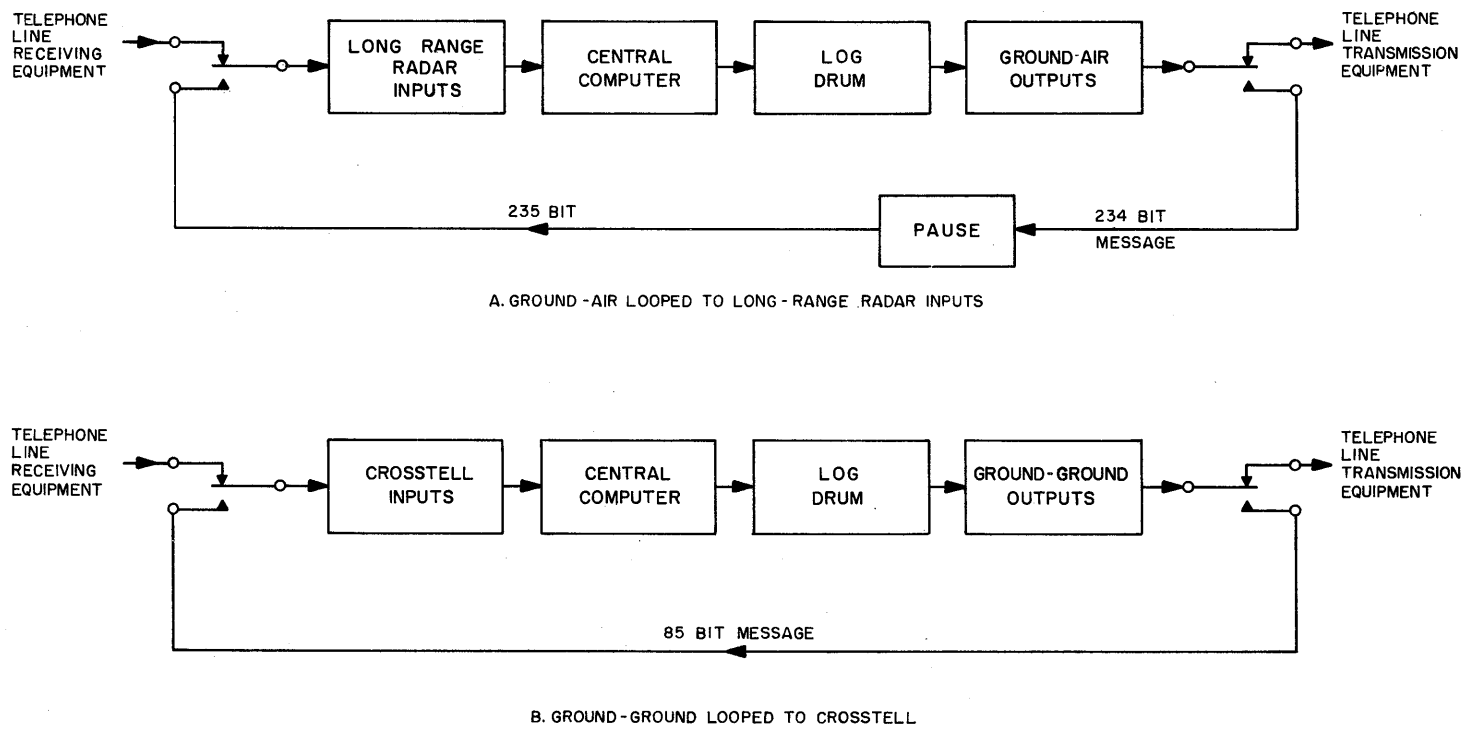 TELEPHONE
LINE
RECEIVING
EQUIPMENT
LONG RANGE
RADAR
INPUTS
CENTRAL
COMPUTER
LOG
DRUM
GROUND-AIR
OUTPUTS
TELEPHONE
LINE
TRANSMISSION
EQUIPMENT
235 BIT
PAUSE
234 BIT
MESSAGE
A. GROUND-AIR LOOPED TO LONG-RANGE RADAR INPUTS
TELEPHONE
LINE
RECEIVING
EQUIPMENT
CROSSTELL
INPUTS
CENTRAL
COMPUTER
LOG
DRUM
GROUND-GROUND
OUTPUTS
TELEPHONE
LINE
TRANSMISSION
EQUIPMENT
85 BIT MESSAGE
B. GROUND-GROUND LOOPED TO CROSSTELL